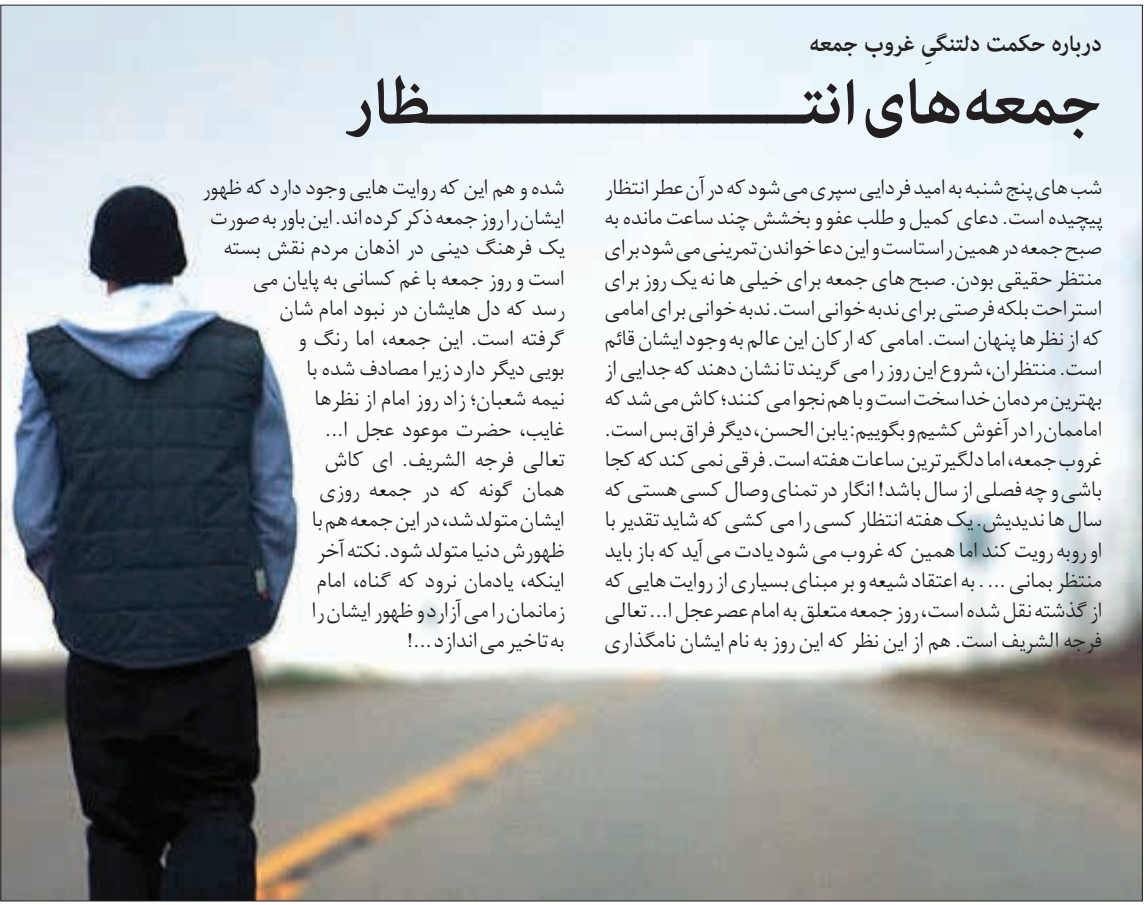 درباره حکمت دلتنگیِ غروب جمعه
جمعه‌های انتـــــــــــــــظار
شب های پنج شنبه به امید فردایی سپری می شود که در آن عطر انتظار
پیچیده است. دعای کمیل و طلب عفو و بخشش چند ساعت مانده به
صبح جمعه در همین راستاست و این دعا خواندن تمرینی می شود برای
منتظر حقیقی بودن. صبح های جمعه برای خیلی ها نه یک روز برای
استراحت بلکه فرصتی برای ندبه خوانی است. ندبه خوانی برای امامی
که از نظرها پنهان است. امامی که ارکان این عالم به وجود ایشان قائم
است. منتظران، شروع این روز را می گریند تا نشان دهند که جدایی از
بهترین مردمان خدا سخت است و با هم نجوا می کنند؛ کاش می شد که
اماممان را در آغوش کشیم و بگوییم: یابن الحسن، دیگر فراق بس است.
غروب جمعه، اما دلگیرترین ساعات هفته است. فرقی نمی کند که کجا
باشی و چه فصلی از سال باشد! انگار در تمنای وصال کسی هستی که
سال ها ندیدیش. یک هفته انتظار کسی را می کشی که شاید تقدیر با
او روبه رویت کند اما همین که غروب می شود یادت می آید که باز باید
منتظر بمانی ... . به اعتقاد شیعه و بر مبنای بسیاری از روایت هایی که
از گذشته نقل شده است، روز جمعه متعلق به امام عصرعجل ا... تعالی
فرجه الشریف است. هم از این نظر که این روز به نام ایشان نامگذاری
شده و هم این که روایت هایی وجود دارد که ظهور
ایشان را روز جمعه ذکر کرده اند. این باور به صورت
یک فرهنگ دینی در اذهان مردم نقش بسته
است و روز جمعه با غم کسانی به پایان می
رسد که دل هایشان در نبود امام شان
گرفته است. این جمعه، اما رنگ و
بویی دیگر دارد زیرا مصادف شده با
نیمه شعبان؛ زاد روز امام از نظرها
غایب، حضرت موعود عجل ا...
تعالی فرجه الشریف. ای کاش
همان گونه که در جمعه روزی
ایشان متولد شد، در این جمعه هم با
ظهورش دنیا متولد شود. نکته آخر
اینکه، یادمان نرود که گناه، امام
زمانمان را می آزارد و ظهور ایشان را
به تاخیر می اندازد ...!